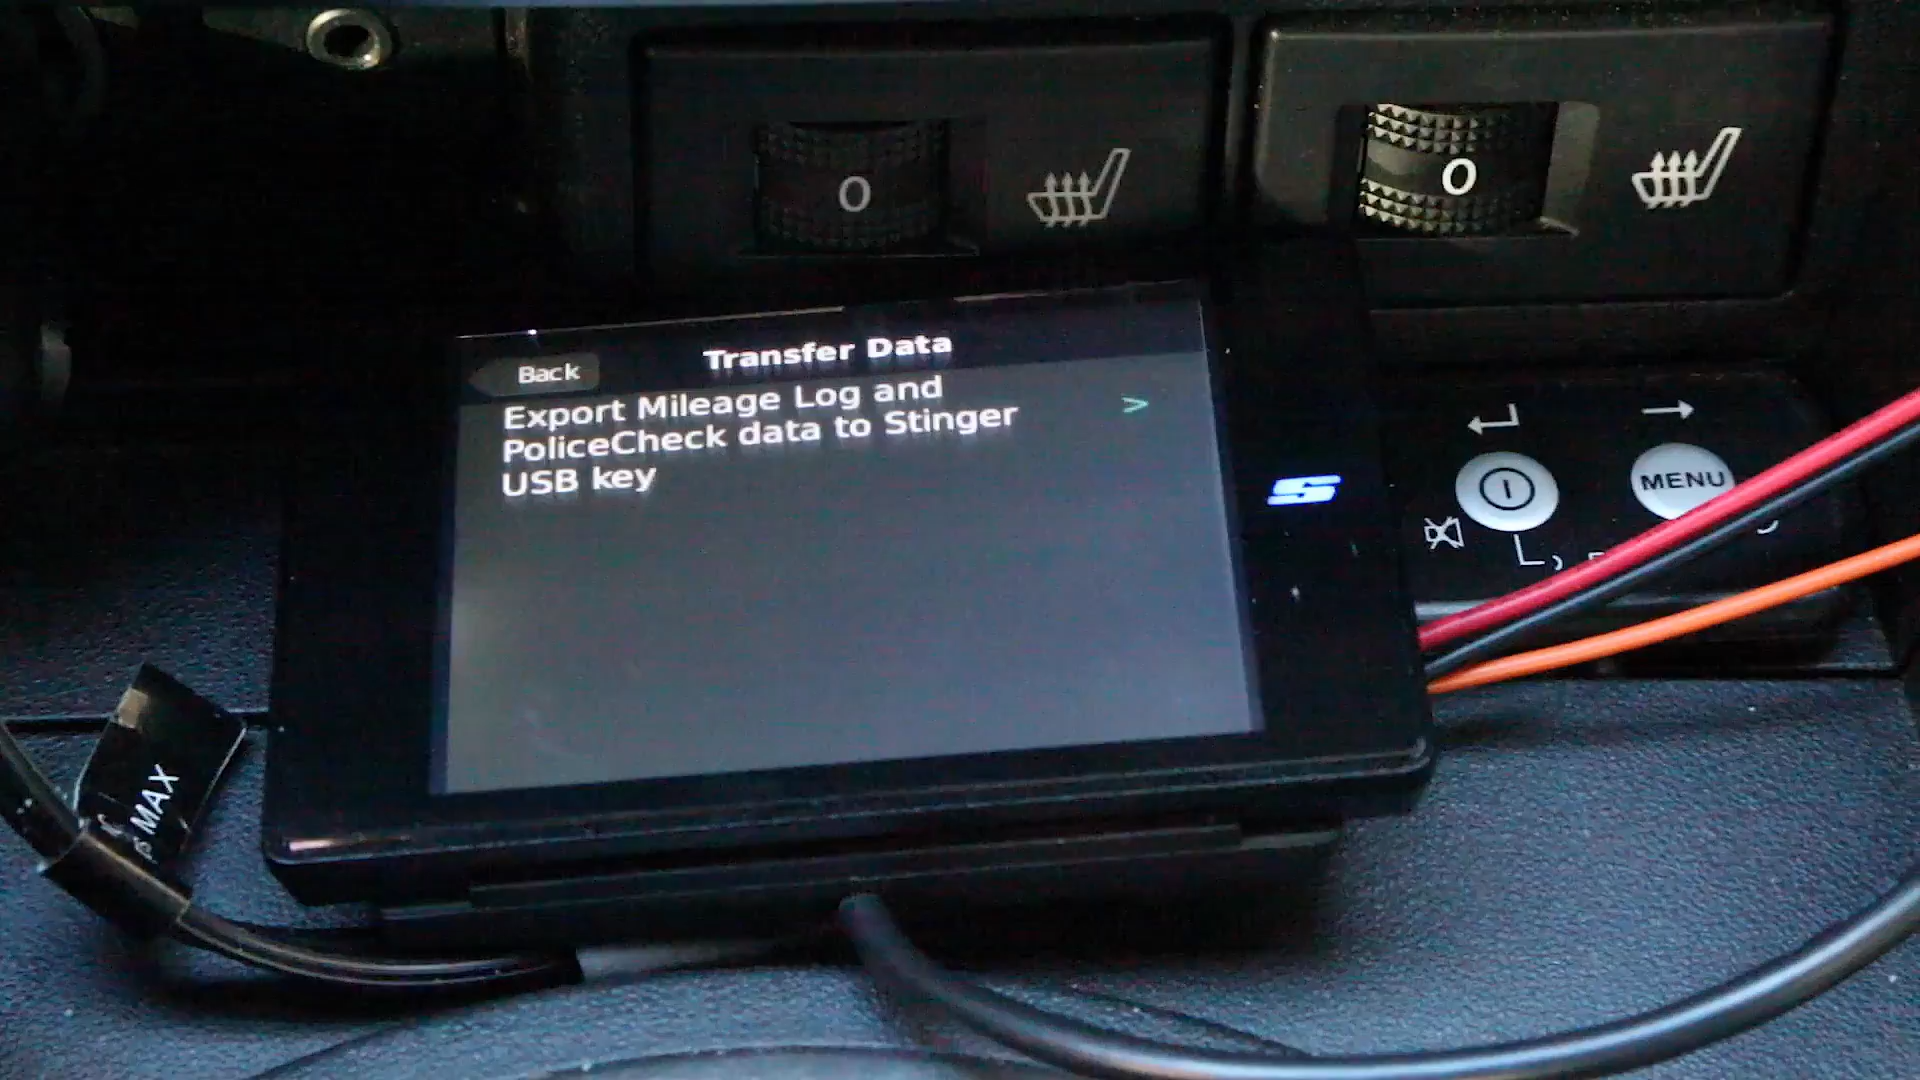 0
0
Transfer Data
Back
Export Mileage Log and
PoliceCheck data to Stinger
USB key
>
MENU
MAX